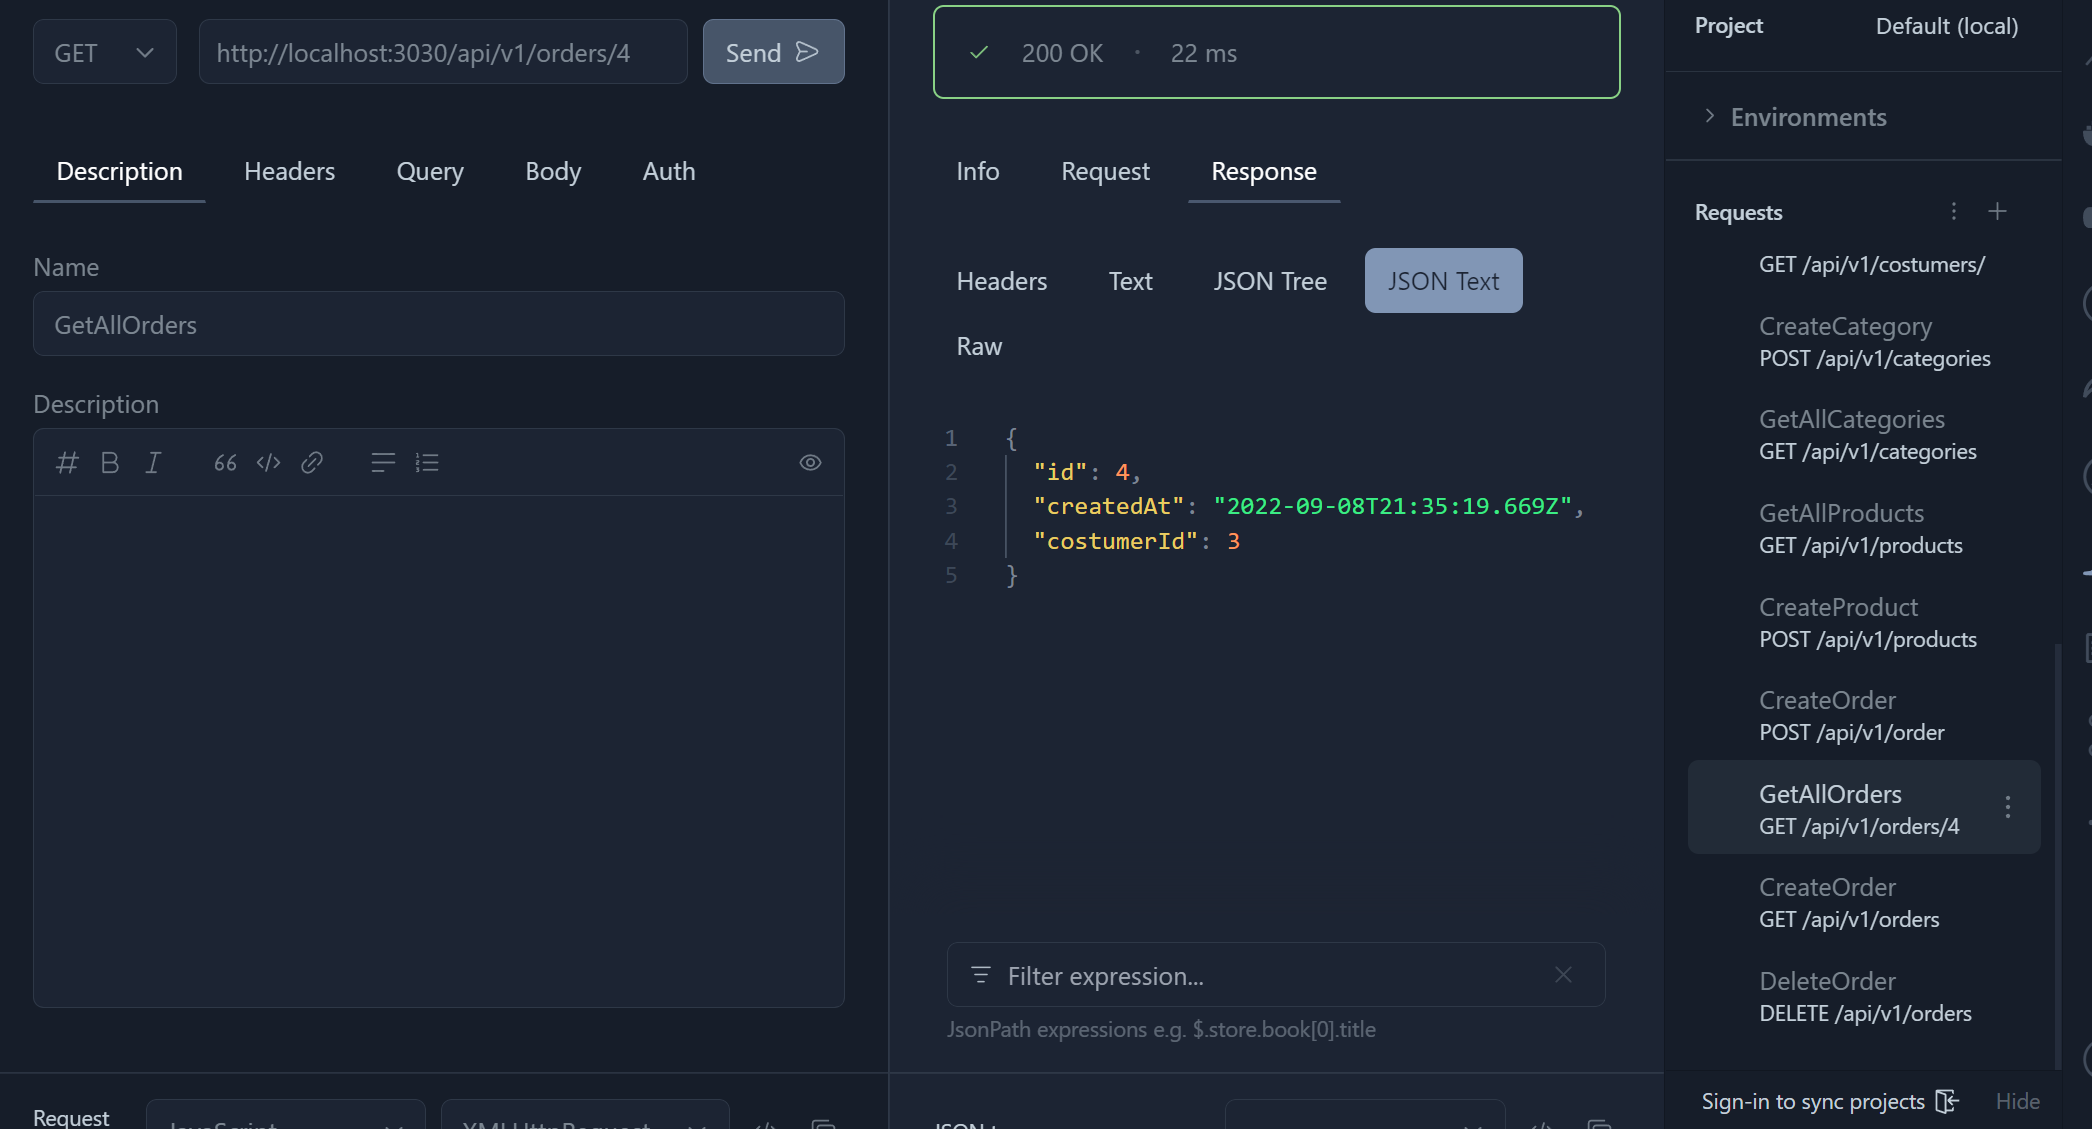 GET
http://localhost:3030/api/v1/orders/4
Send
Description
Headers
Query
Body
Auth
Name
GetAllOrders
Description
200 OK · 22 ms
Info
Request
Response
Headers
Text
JSON Tree
JSON Text
Raw
1 {
2 "id": 4,
3 "createdAt": "2022-09-08T21:35:19.669Z",
4 "costumerId": 3
5 }
Filter expression...
JsonPath expressions e.g. $.store.book[0].title
Project
Default (local)
Environments
Requests
GET /api/v1/costumers/
CreateCategory
POST /api/v1/categories
GetAllCategories
GET /api/v1/categories
GetAllProducts
GET /api/v1/products
CreateProduct
POST /api/v1/products
CreateOrder
POST /api/v1/order
GetAllOrders
GET /api/v1/orders/4
CreateOrder
GET /api/v1/orders
DeleteOrder
DELETE /api/v1/orders
Sign-in to sync projects
Hide
Request
JavaScript
XMLHttpRequest